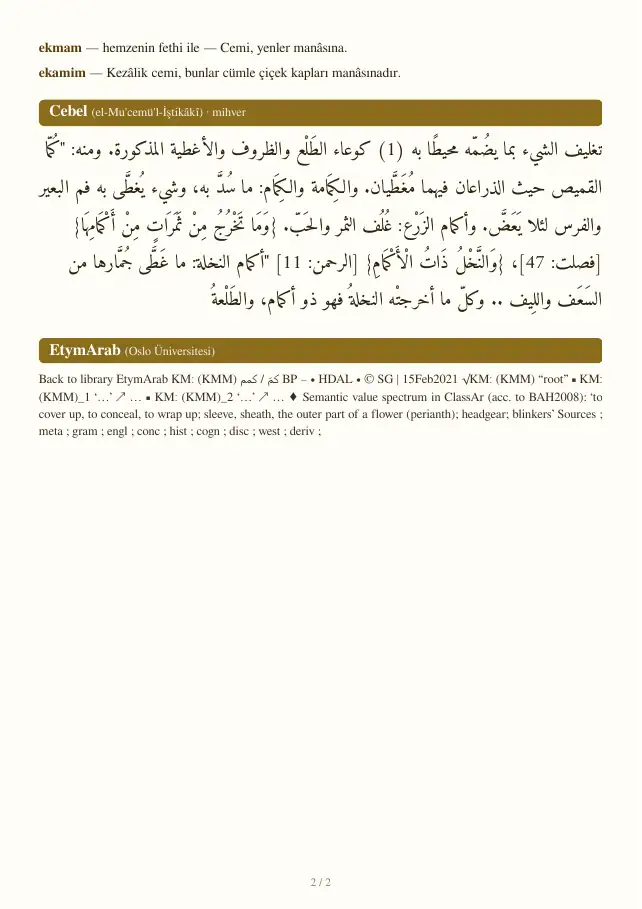 ekmam — hemzenin fethi ile — Cemi, yenler manâsına.
ekamim — Kezâlik cemi, bunlar cümle çiçek kapları manâsınadır.
Cebel (el-Mu'cemü'l-İştikâkî) · mihver
تغليف الشيء بما يضُمّه محيطًا به (1) كوعاء الطَلْع والظروف والأغطية المذكورة. ومنه: "كُمّا
القميص حيث الذراعان فيهما مُغَطَّيان. والكِمَامة والكِمَام: ما سُدَّ به، وشيء يُغطَّى به فم البعير
والفرس لئلا يَعَضَّ. وأكمام الزَرْع: غُلُف الثمر والحَبّ. {وَمَا تَخْرُجُ مِنْ ثَمَرَاتٍ مِنْ أَكْمَامِهَا}
[فصلت: 47]، {وَالنَّخْلُ ذَاتُ الْأَكْمَامِ} [الرحمن: 11] "أكمام النخلة: ما غَطَّى جُمَّارها من
السَعَف والليف .. وكلّ ما أخرجتْه النخلةُ فهو ذو أكمام، والطَلْعةُ
EtymArab (Oslo Üniversitesi)
Back to library EtymArab KM: (KMM) كمّ / كمم BP – • HDAL • © SG | 15Feb2021 √KM: (KMM) “root” ▪ KM:
(KMM)_1 ‘…’ ↗ … ▪ KM: (KMM)_2 ‘…’ ↗ … ♦ Semantic value spectrum in ClassAr (acc. to BAH2008): ‘to
cover up, to conceal, to wrap up; sleeve, sheath, the outer part of a flower (perianth); headgear; blinkers’ Sources ;
meta ; gram ; engl ; conc ; hist ; cogn ; disc ; west ; deriv ;
2 / 2